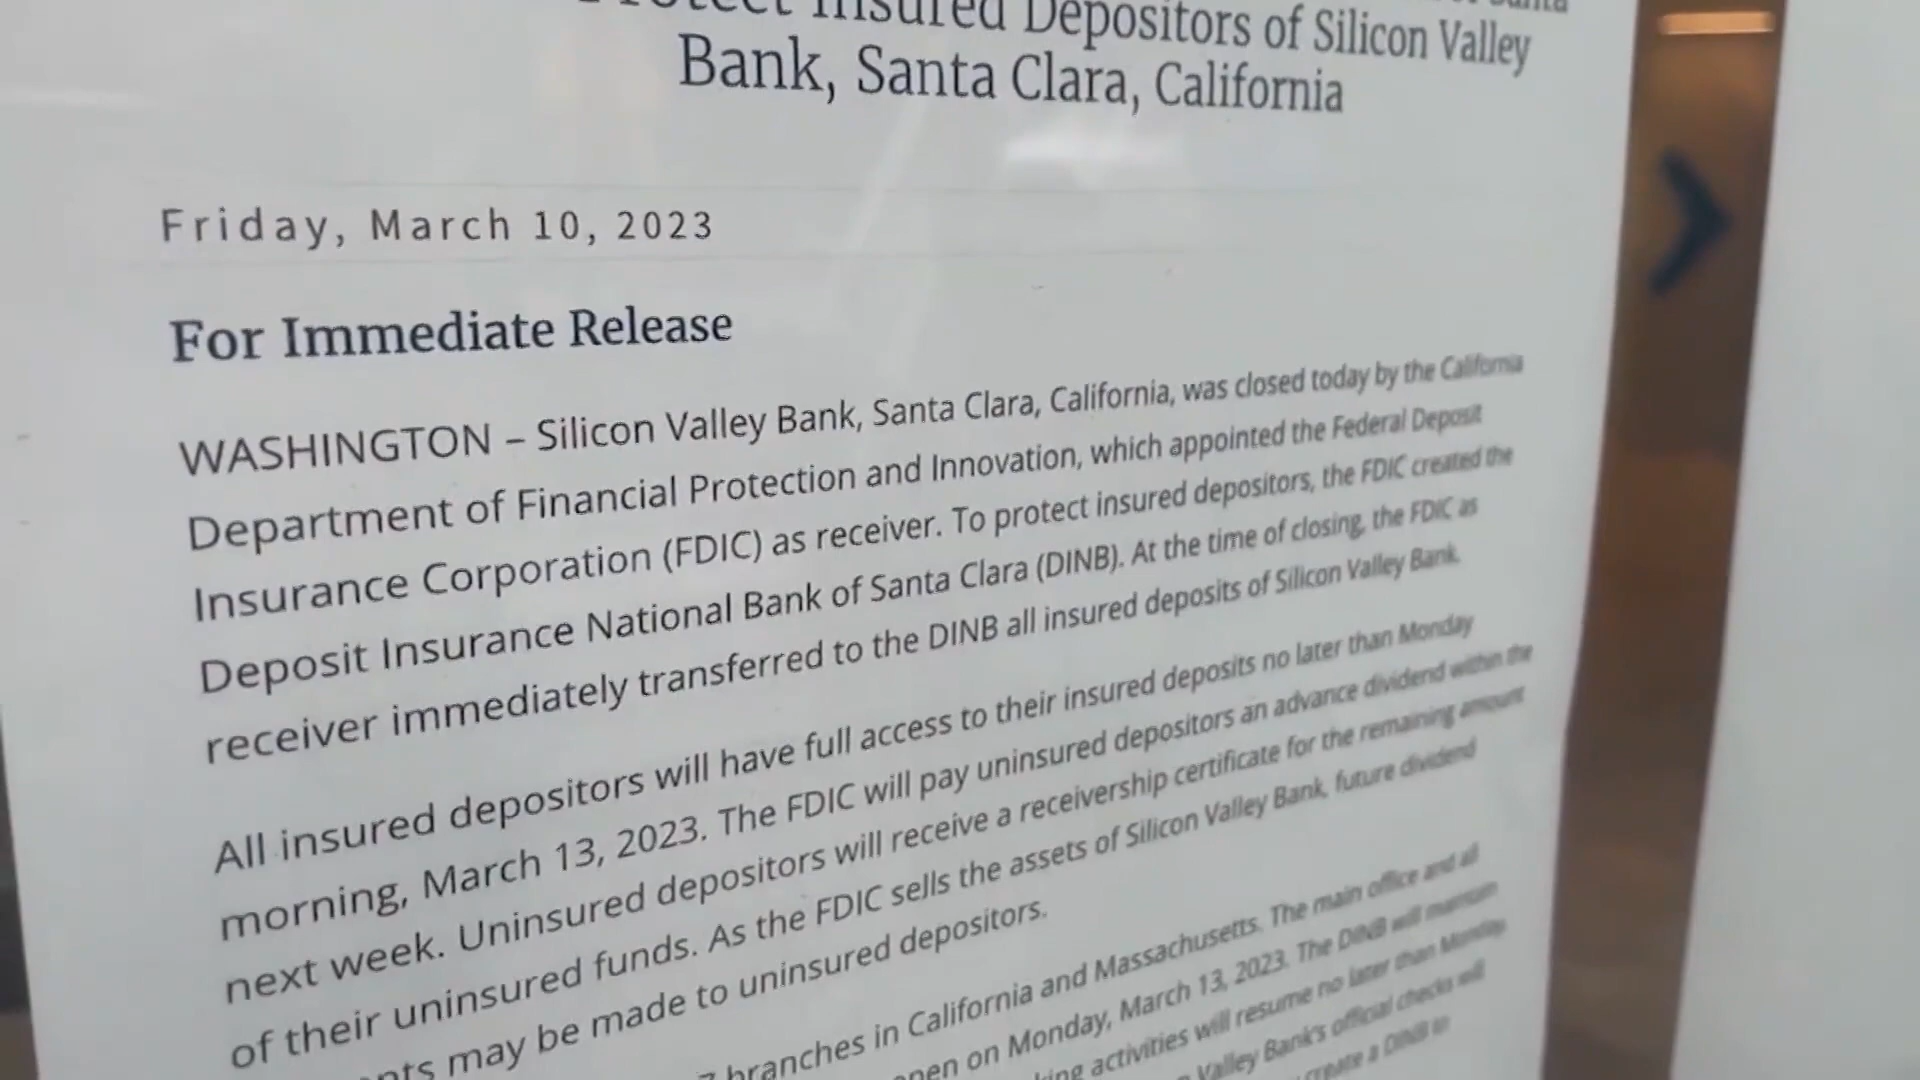 Protect Insured Depositors of Silicon Valley
Bank, Santa Clara, California
Friday, March 10, 2023
For Immediate Release
WASHINGTON – Silicon Valley Bank, Santa Clara, California, was closed today by the California
Department of Financial Protection and Innovation, which appointed the Federal Deposit
Insurance Corporation (FDIC) as receiver. To protect insured depositors, the FDIC created the
Deposit Insurance National Bank of Santa Clara (DINB). At the time of closing, the FDIC as
receiver immediately transferred to the DINB all insured deposits of Silicon Valley Bank.
All insured depositors will have full access to their insured deposits no later than Monday
morning, March 13, 2023. The FDIC will pay uninsured depositors an advance dividend within the
next week. Uninsured depositors will receive a receivership certificate for the remaining amount
of their uninsured funds. As the FDIC sells the assets of Silicon Valley Bank, future dividend
may be made to uninsured depositors.
branches in California and Massachusetts. The main office and all
open on Monday, March 13, 2023. The DINB will maintain
activities will resume no later than Monday
Valley Bank's official checks will
create a DINB to